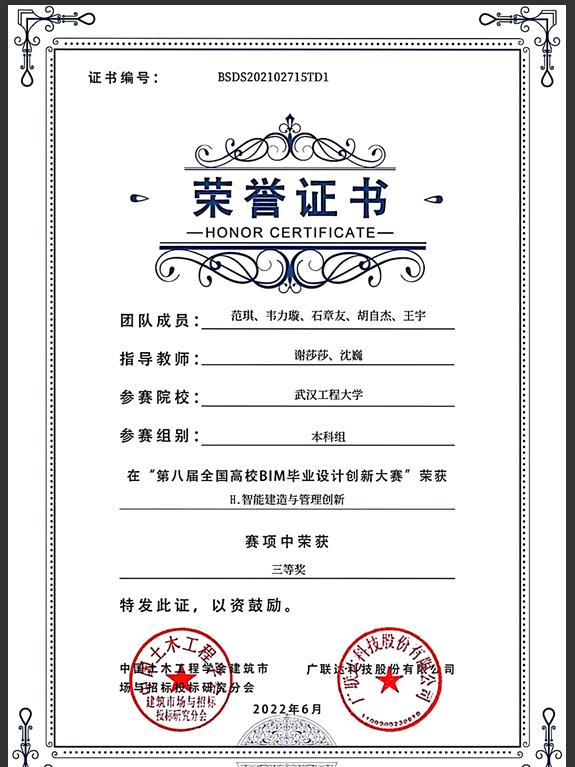 证书编号： BSDS202102715TD1
荣誉证书
HONOR CERTIFICATE
团队成员：范琪、韦力璇、石章友、胡自杰、王宇
指导教师：谢莎莎、沈巍
参赛院校：武汉工程大学
参赛组别：本科组
在“第八届全国高校BIM毕业设计创新大赛”荣获
H.智能建造与管理创新
赛项中荣获
三等奖
特发此证，以资鼓励。
中国土木工程学会建筑市
场与招标投标研究分会
广联达科技股份有限公司
2022年6月
中国土木工程学会
建筑市场与招标
投标研究分会
广联达科技股份有限公司